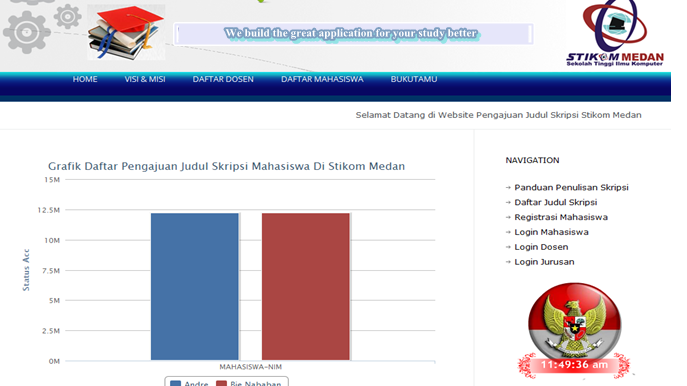 We build the great application for your study better
STIKOM MEDAN
Sekolah Tinggi Ilmu Komputer
HOME VISI & MISI DAFTAR DOSEN DAFTAR MAHASISWA BUKUTAMU
Selamat Datang di Website Pengajuan Judul Skripsi Stikom Medan
Grafik Daftar Pengajuan Judul Skripsi Mahasiswa Di Stikom Medan
15M
12.5M
10M
7.5M
5M
2.5M
0M
Status Acc
MAHASISWA-NIM
Andre Bie Nababan
NAVIGATION
Panduan Penulisan Skripsi
Daftar Judul Skripsi
Registrasi Mahasiswa
Login Mahasiswa
Login Dosen
Login Jurusan
11:49:36 am